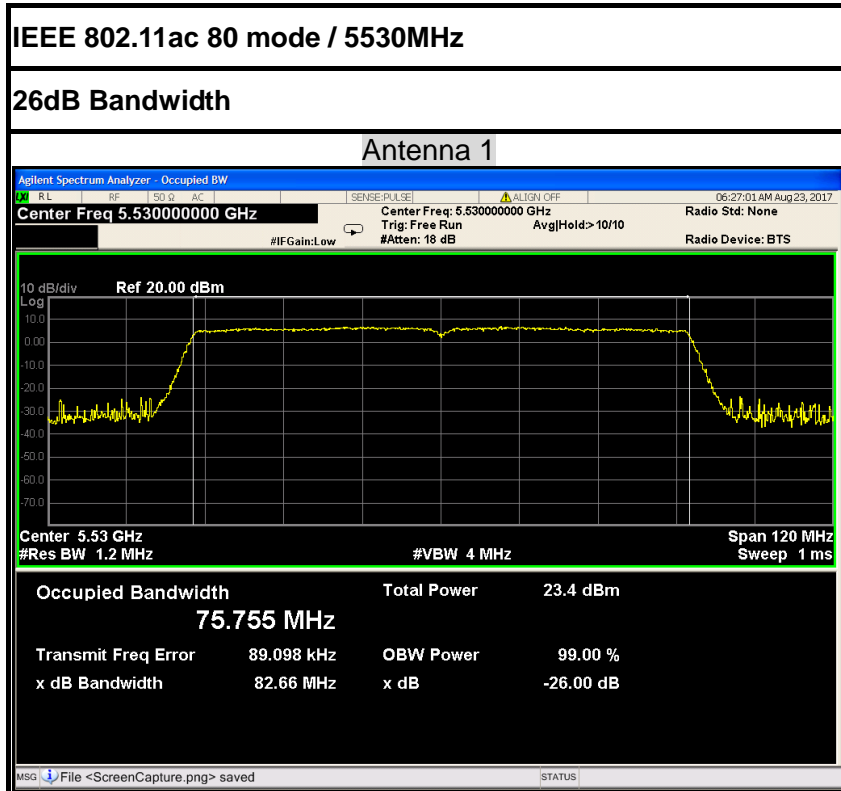 IEEE 802.11ac 80 mode / 5530MHz
26dB Bandwidth
Antenna 1
Agilent Spectrum Analyzer - Occupied BW
LXI RL RF 50 Ω AC SENSE:PULSE ALIGN OFF 06:27:01 AM Aug 23, 2017
Center Freq 5.530000000 GHz Center Freq: 5.530000000 GHz Radio Std: None
Trig: Free Run Avg|Hold:> 10/10
#IFGain:Low #Atten: 18 dB Radio Device: BTS
10 dB/div Ref 20.00 dBm
Log
10.0
0.00
-10.0
-20.0
-30.0
-40.0
-50.0
-60.0
-70.0
Center 5.53 GHz Span 120 MHz
#Res BW 1.2 MHz #VBW 4 MHz Sweep 1 ms
Occupied Bandwidth Total Power 23.4 dBm
75.755 MHz
Transmit Freq Error 89.098 kHz OBW Power 99.00 %
x dB Bandwidth 82.66 MHz x dB -26.00 dB
MSG File <ScreenCapture.png> saved STATUS